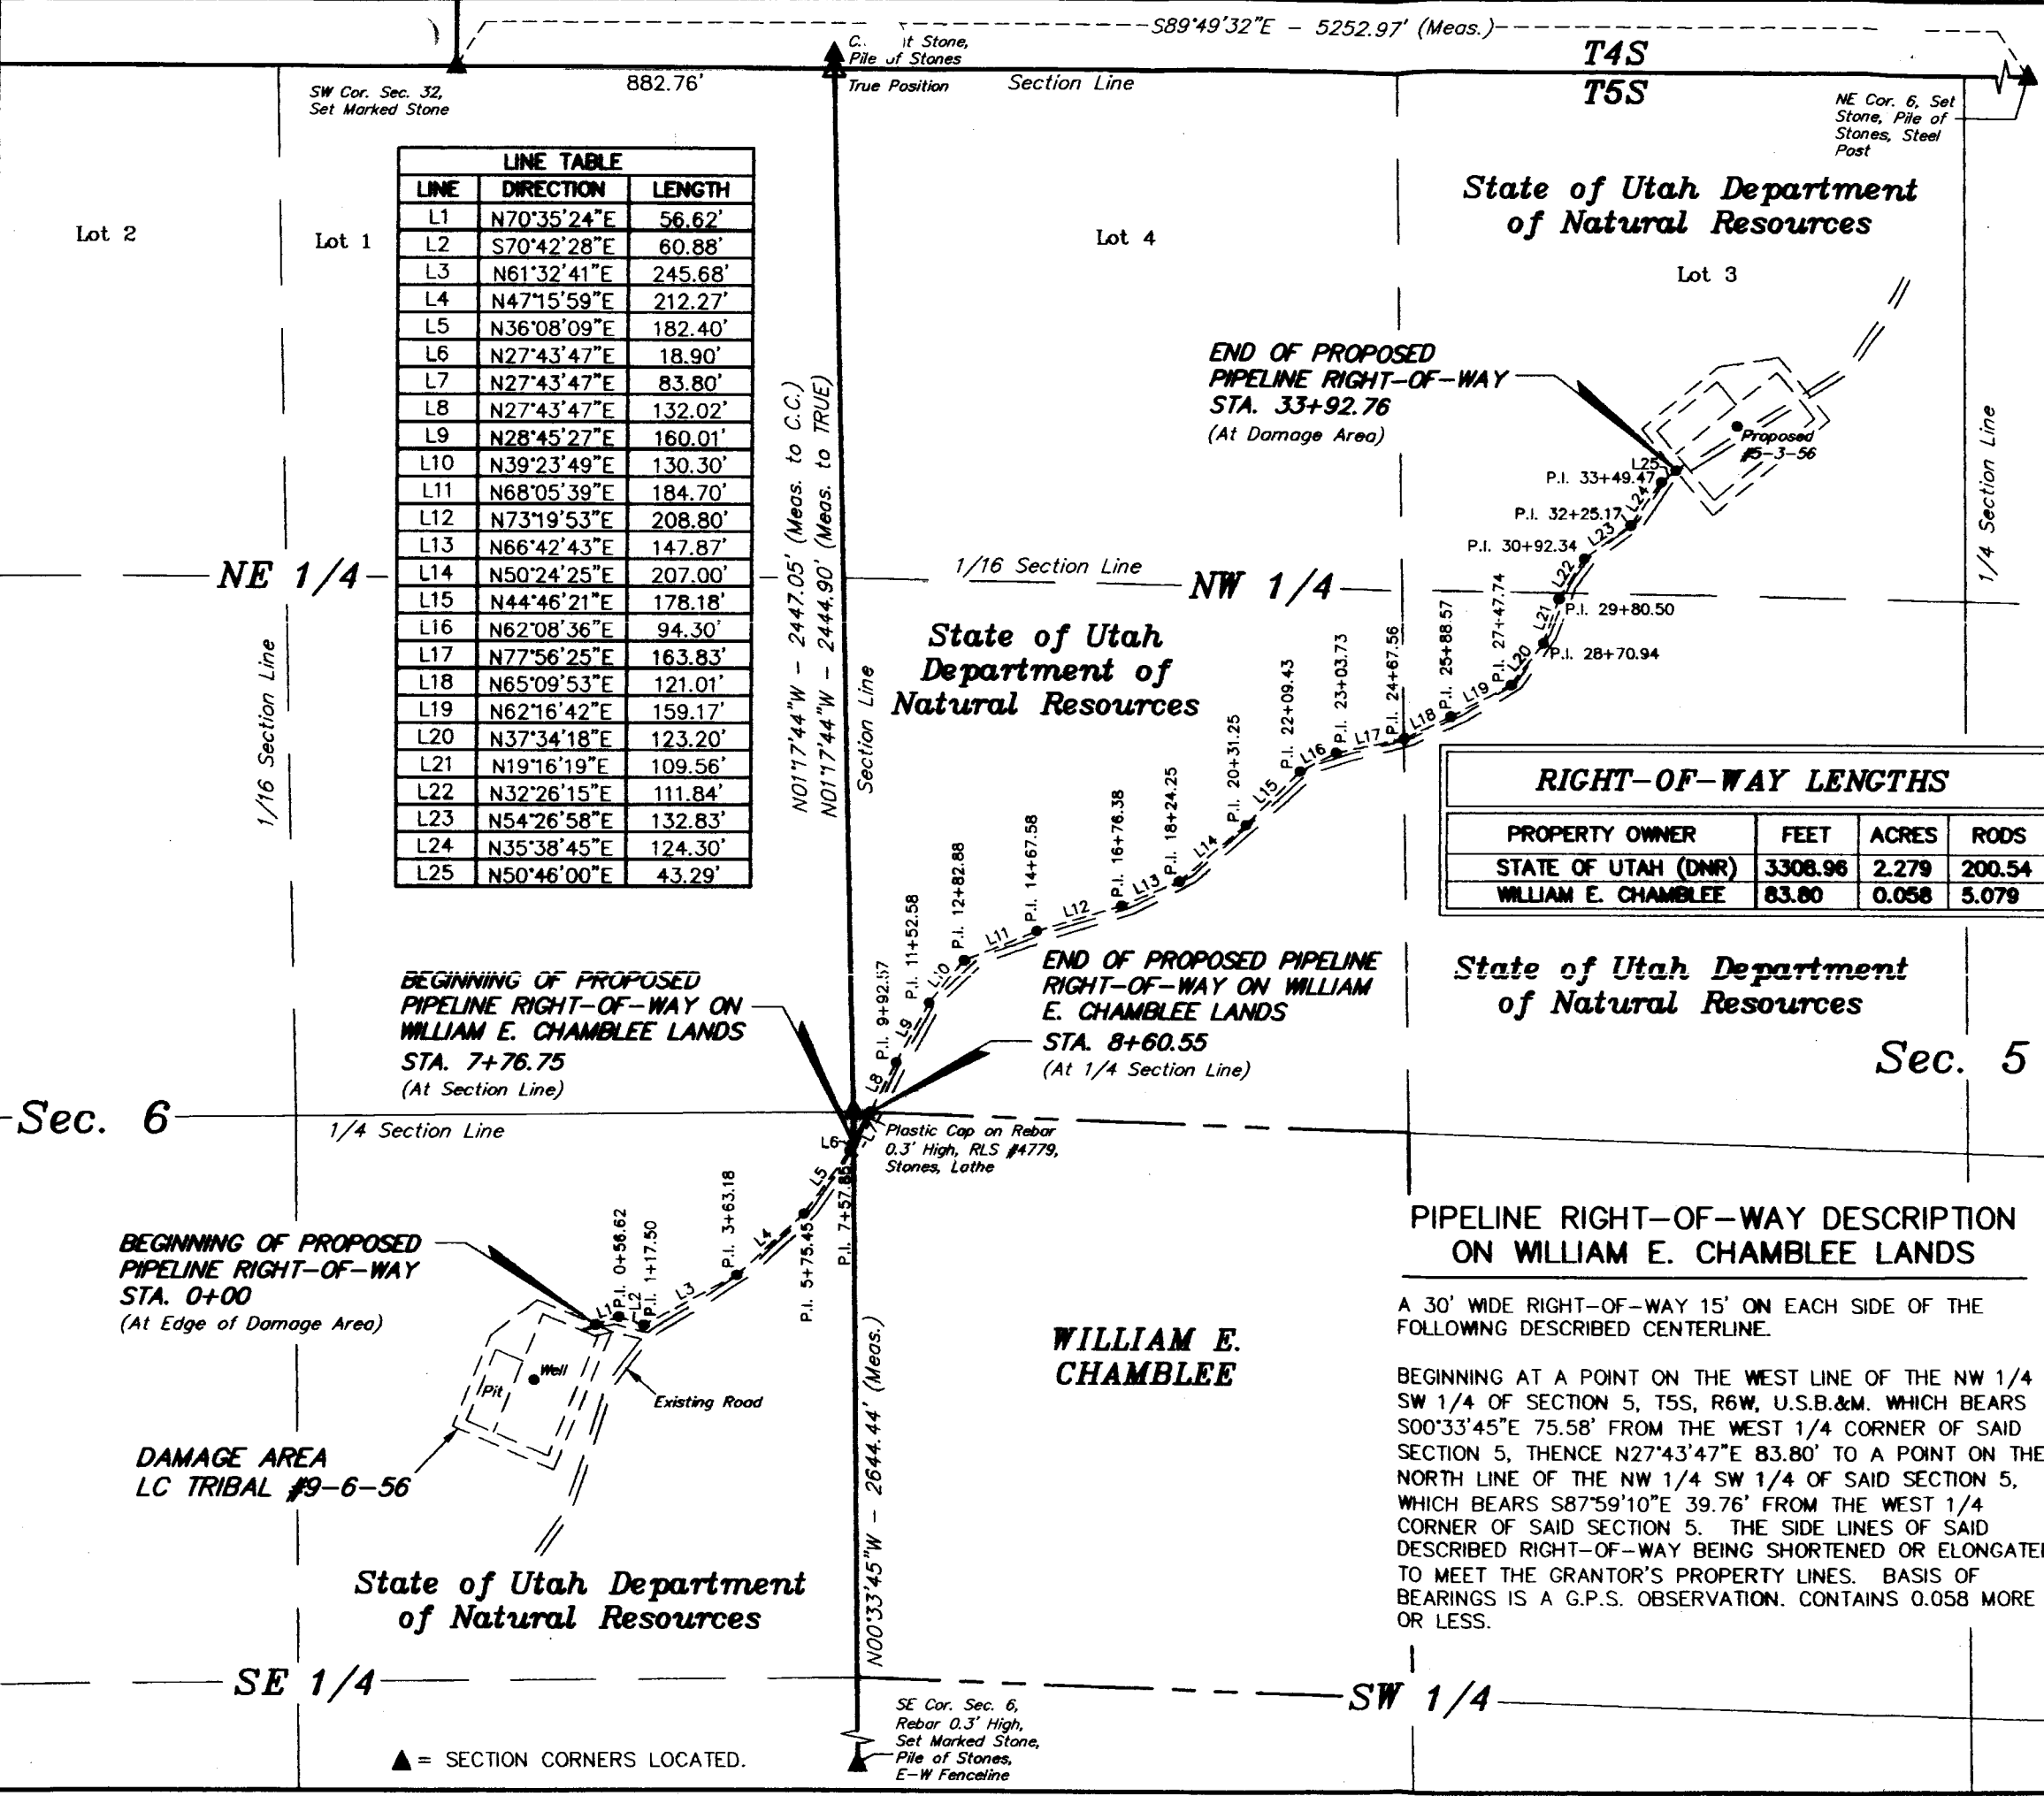 S89°49'32"E - 5252.97' (Meas.)
T4S
T5S
SW Cor. Sec. 32,
Set Marked Stone
882.76'
it Stone,
Pile of Stones
True Position
Section Line
NE Cor. 6, Set
Stone, Pile of
Stones, Steel
Post
Lot 2
Lot 1
Lot 4
State of Utah Department
of Natural Resources
Lot 3
LINE TABLE
LINE DIRECTION LENGTH
L1 N70°35'24"E 56.62'
L2 S70°42'28"E 60.88'
L3 N61°32'41"E 245.68'
L4 N47°15'59"E 212.27'
L5 N36°08'09"E 182.40'
L6 N27°43'47"E 18.90'
L7 N27°43'47"E 83.80'
L8 N27°43'47"E 132.02'
L9 N28°45'27"E 160.01'
L10 N39°23'49"E 130.30'
L11 N68°05'39"E 184.70'
L12 N73°19'53"E 208.80'
L13 N66°42'43"E 147.87'
L14 N50°24'25"E 207.00'
L15 N44°46'21"E 178.18'
L16 N62°08'36"E 94.30'
L17 N77°56'25"E 163.83'
L18 N65°09'53"E 121.01'
L19 N62°16'42"E 159.17'
L20 N37°34'18"E 123.20'
L21 N19°16'19"E 109.56'
L22 N32°26'15"E 111.84'
L23 N54°26'58"E 132.83'
L24 N35°38'45"E 124.30'
L25 N50°46'00"E 43.29'
N01°17'44"W - 2447.05' (Meas. to C.C.)
N01°17'44"W - 2444.90' (Meas. to TRUE)
Section Line
END OF PROPOSED
PIPELINE RIGHT-OF-WAY
STA. 33+92.76
(At Damage Area)
Proposed
#5-3-56
1/4 Section Line
L25
P.I. 33+49.47
L24
P.I. 32+25.17
L23
P.I. 30+92.34
L22
P.I. 29+80.50
L21
P.I. 28+70.94
L20
P.I. 27+47.74
L19
P.I. 25+88.57
L18
P.I. 24+67.56
L17
P.I. 23+03.73
L16
P.I. 22+09.43
L15
P.I. 20+31.25
L14
P.I. 18+24.25
L13
P.I. 16+76.38
L12
P.I. 14+67.58
L11
P.I. 12+82.88
L10
P.I. 11+52.58
L9
P.I. 9+92.57
L8
NE 1/4
1/16 Section Line
NW 1/4
1/16 Section Line
State of Utah
Department of
Natural Resources
RIGHT-OF-WAY LENGTHS
PROPERTY OWNER FEET ACRES RODS
STATE OF UTAH (DNR) 3308.96 2.279 200.54
WILLIAM E. CHAMBLEE 83.80 0.058 5.079
BEGINNING OF PROPOSED
PIPELINE RIGHT-OF-WAY ON
WILLIAM E. CHAMBLEE LANDS
STA. 7+76.75
(At Section Line)
END OF PROPOSED PIPELINE
RIGHT-OF-WAY ON WILLIAM
E. CHAMBLEE LANDS
STA. 8+60.55
(At 1/4 Section Line)
State of Utah Department
of Natural Resources
Sec. 5
Sec. 6
1/4 Section Line
L6
L7
Plastic Cap on Rebar
0.3' High, RLS #4779,
Stones, Lathe
L5
P.I. 7+57.85
P.I. 5+75.45
L4
P.I. 3+63.18
L3
P.I. 1+17.50
L2
P.I. 0+56.62
L1
BEGINNING OF PROPOSED
PIPELINE RIGHT-OF-WAY
STA. 0+00
(At Edge of Damage Area)
Well
Pit
Existing Road
DAMAGE AREA
LC TRIBAL #9-6-56
N00°33'45"W - 2644.44' (Meas.)
WILLIAM E.
CHAMBLEE
PIPELINE RIGHT-OF-WAY DESCRIPTION
ON WILLIAM E. CHAMBLEE LANDS
A 30' WIDE RIGHT-OF-WAY 15' ON EACH SIDE OF THE
FOLLOWING DESCRIBED CENTERLINE.
BEGINNING AT A POINT ON THE WEST LINE OF THE NW 1/4
SW 1/4 OF SECTION 5, T5S, R6W, U.S.B.&M. WHICH BEARS
S00°33'45"E 75.58' FROM THE WEST 1/4 CORNER OF SAID
SECTION 5, THENCE N27°43'47"E 83.80' TO A POINT ON THE
NORTH LINE OF THE NW 1/4 SW 1/4 OF SAID SECTION 5,
WHICH BEARS S87°59'10"E 39.76' FROM THE WEST 1/4
CORNER OF SAID SECTION 5. THE SIDE LINES OF SAID
DESCRIBED RIGHT-OF-WAY BEING SHORTENED OR ELONGATED
TO MEET THE GRANTOR'S PROPERTY LINES. BASIS OF
BEARINGS IS A G.P.S. OBSERVATION. CONTAINS 0.058 MORE
OR LESS.
State of Utah Department
of Natural Resources
SE 1/4
SW 1/4
SE Cor. Sec. 6,
Rebar 0.3' High,
Set Marked Stone,
Pile of Stones,
E-W Fenceline
▲ = SECTION CORNERS LOCATED.